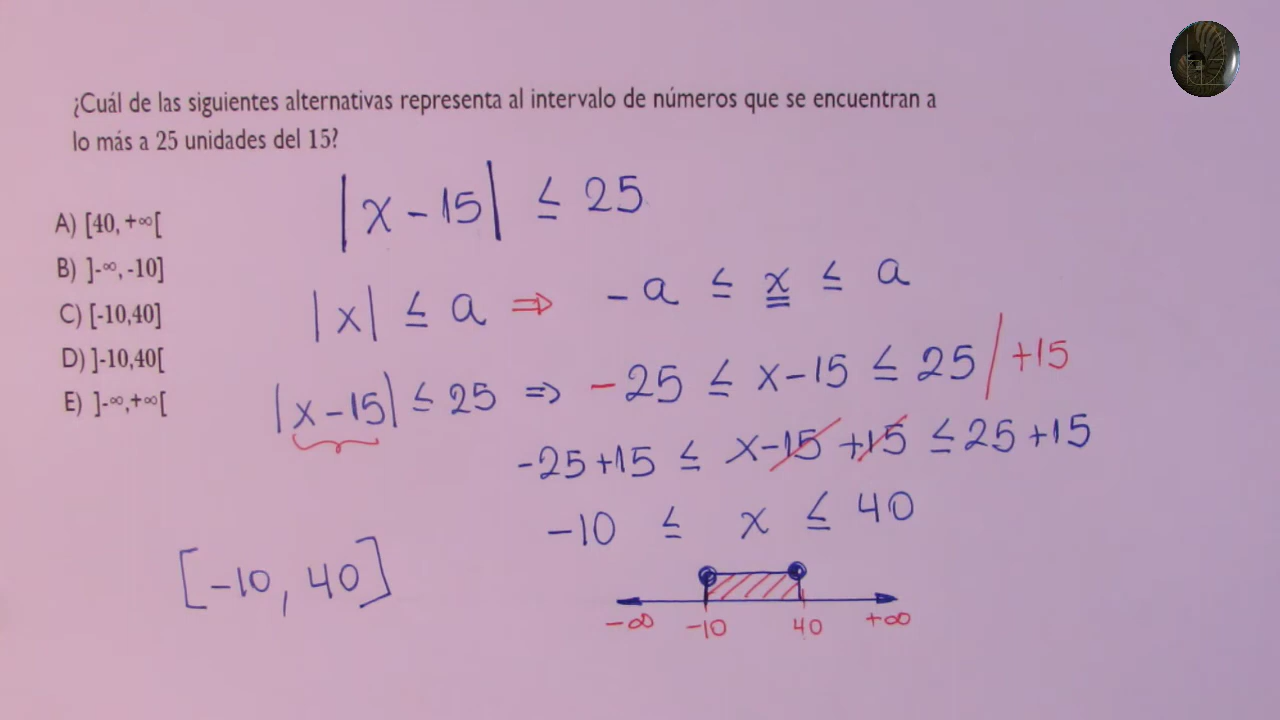 ¿Cuál de las siguientes alternativas representa al intervalo de números que se encuentran a
lo más a 25 unidades del 15?
|x - 15| ≤ 25
A) [40, +∞[
B) ]-∞, -10]
C) [-10,40]
D) ]-10,40[
E) ]-∞,+∞[
|x| ≤ a ⇒ -a ≤ x ≤ a
|x - 15| ≤ 25 ⇒ -25 ≤ x - 15 ≤ 25 / +15
-25 + 15 ≤ x - 15 + 15 ≤ 25 + 15
-10 ≤ x ≤ 40
[-10, 40]
-∞ -10 40 +∞